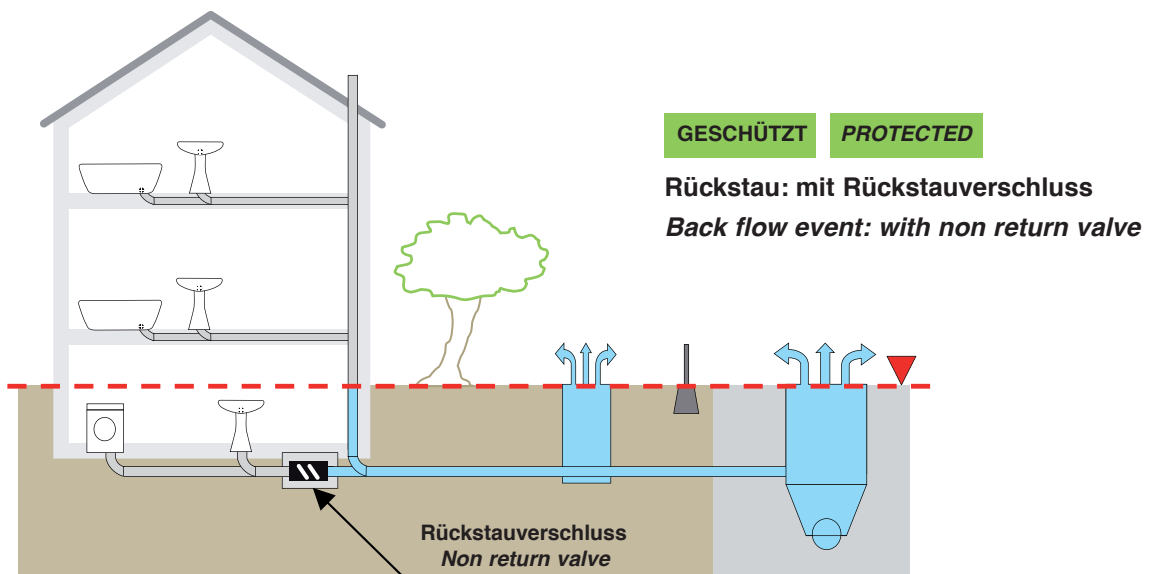 GESCHÜTZT PROTECTED
Rückstau: mit Rückstauverschluss
Back flow event: with non return valve
Rückstauverschluss
Non return valve